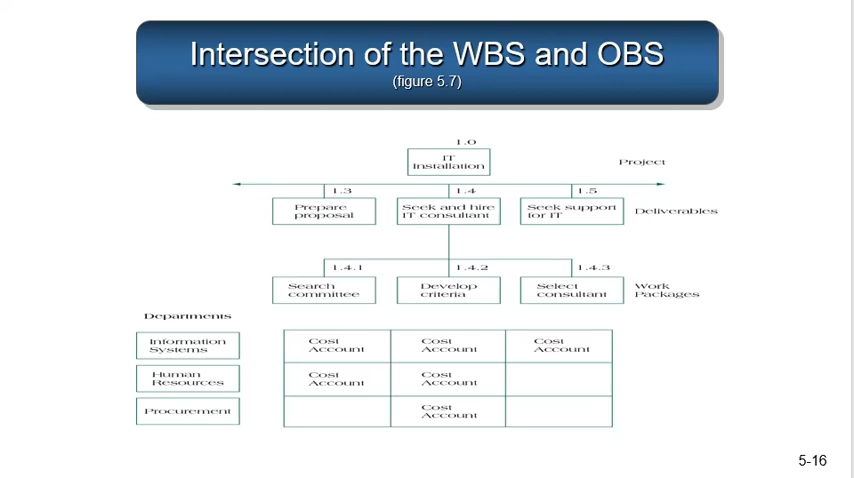 Intersection of the WBS and OBS
(figure 5.7)
1.0
IT
Installation
Project
1.3
1.4
1.5
Prepare
proposal
Seek and hire
IT consultant
Seek support
for IT
Deliverables
1.4.1
1.4.2
1.4.3
Search
committee
Develop
criteria
Select
consultant
Work
Packages
Departments
Information
Systems
Cost
Account
Cost
Account
Cost
Account
Human
Resources
Cost
Account
Cost
Account
Procurement
Cost
Account
5-16